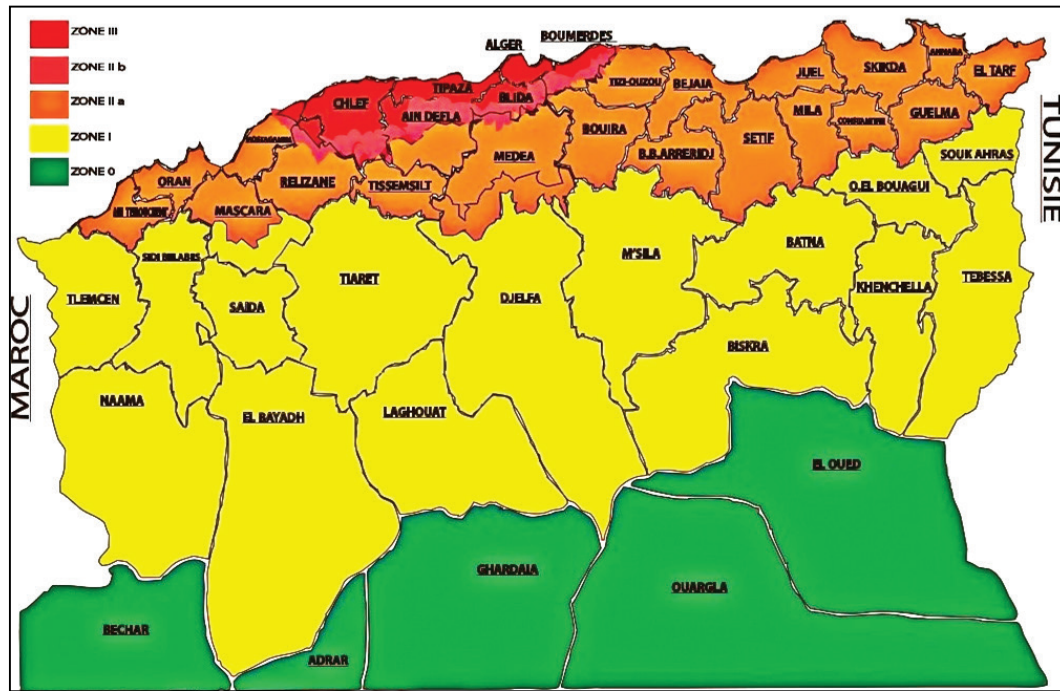 ZONE III
ZONE II b
ZONE II a
ZONE I
ZONE 0
BOUMERDES
ALGER
TIPAZA
BLIDA
CHLEF
AIN DEFLA
TIZI-OUZOU
BEJAIA
JIJEL
SKIKDA
ANNABA
EL TARF
MILA
CONSTANTINE
GUELMA
SETIF
BOUIRA
B.B.ARRERIDJ
MEDEA
MOSTAGANEM
ORAN
RELIZANE
TISSEMSILT
MASCARA
SOUK AHRAS
O.EL BOUAGUI
TUNISIE
SIDI BELABBES
TLEMCEN
SAÏDA
TIARET
DJELFA
M'SILA
BATNA
KHENCHELLA
TEBESSA
BISKRA
MAROC
NAAMA
EL BAYADH
LAGHOUAT
EL OUED
GHARDAIA
OUARGLA
BECHAR
ADRAR